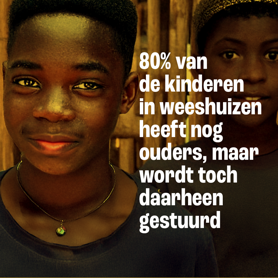 80% van
de kinderen
in weeshuizen
heeft nog
ouders, maar
wordt toch
daarheen
gestuurd